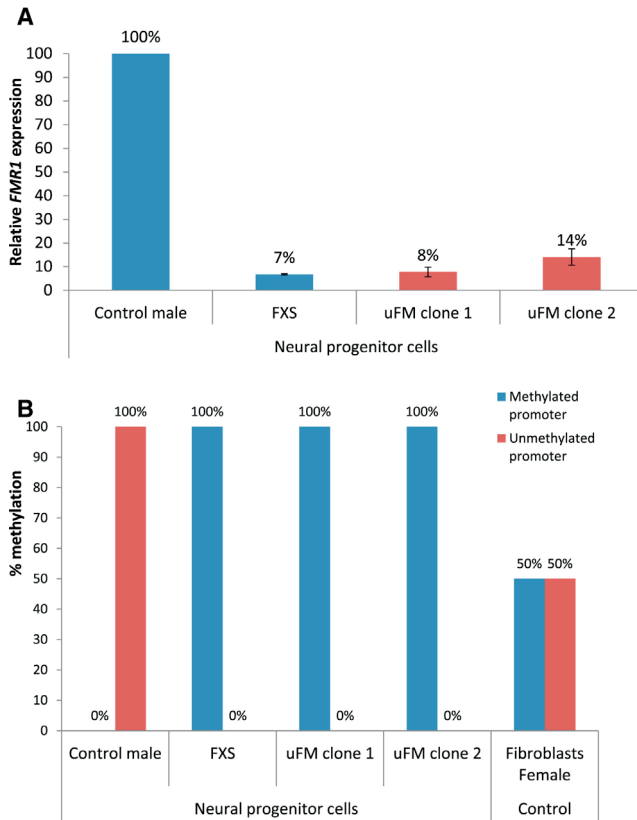 A
Relative FMR1 expression
100
90
80
70
60
50
40
30
20
10
0
100%
7%
8%
14%
Control male
FXS
uFM clone 1
uFM clone 2
Neural progenitor cells
B
% methylation
100
90
80
70
60
50
40
30
20
10
0
0%
100%
100%
0%
100%
0%
100%
0%
50%
50%
Methylated
promoter
Unmethylated
promoter
Control male
FXS
uFM clone 1
uFM clone 2
Fibroblasts
Female
Neural progenitor cells
Control